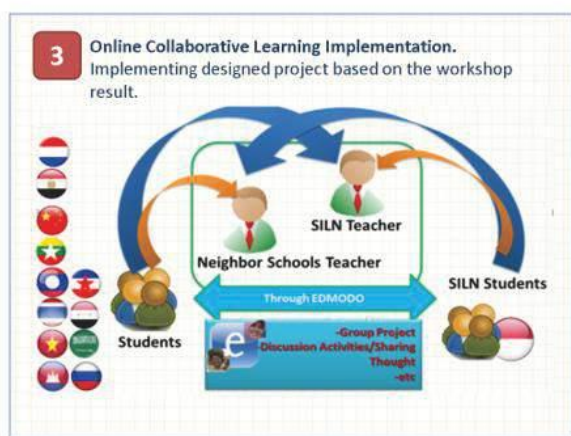 3
Online Collaborative Learning Implementation.
Implementing designed project based on the workshop
result.
SILN Teacher
Neighbor Schools Teacher
SILN Students
Through EDMODO
Students
e
-Group Project
Discussion Activities/Sharing
Thought
-etc